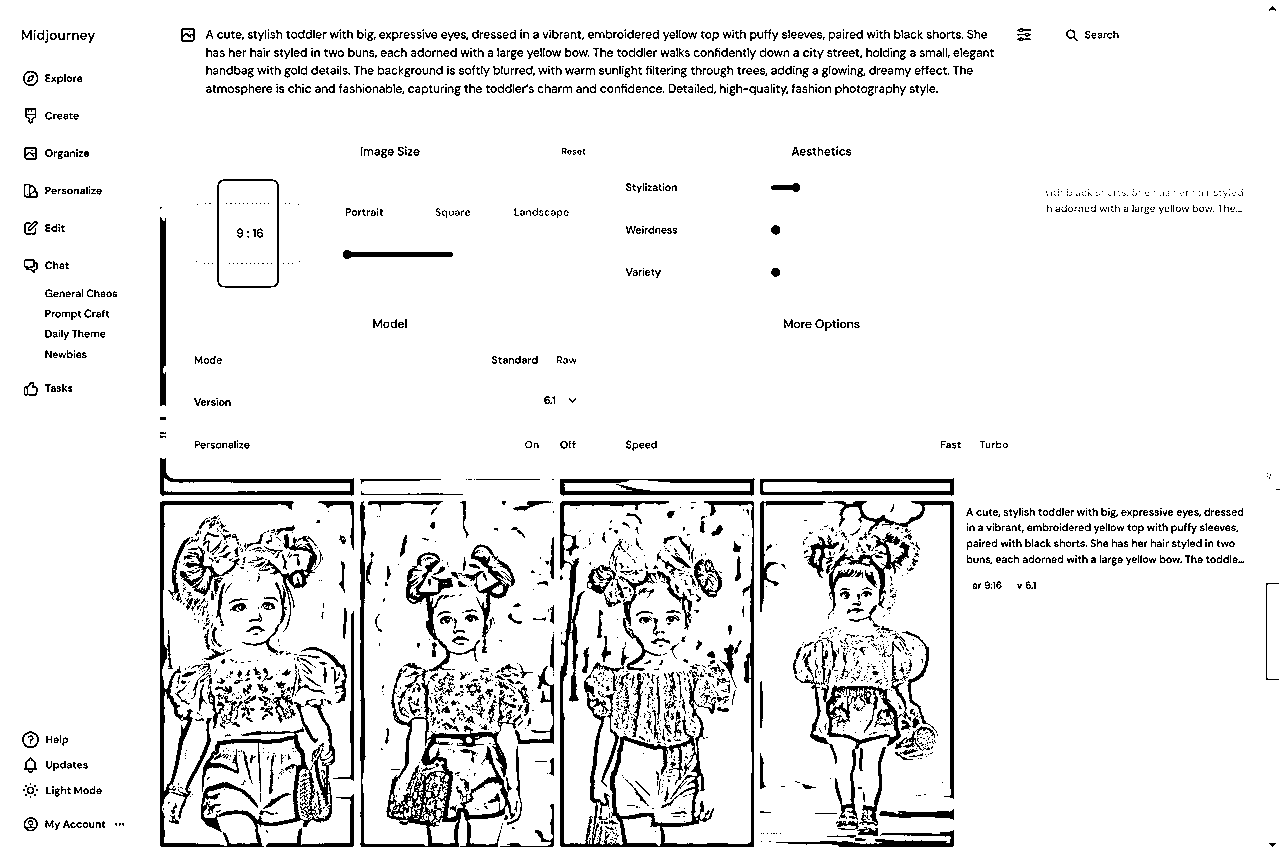 Midjourney
Explore
Create
Organize
Personalize
Edit
Chat
General Chaos
Prompt Craft
Daily Theme
Newbies
Tasks
Help
Updates
Light Mode
My Account ...
A cute, stylish toddler with big, expressive eyes, dressed in a vibrant, embroidered yellow top with puffy sleeves, paired with black shorts. She
has her hair styled in two buns, each adorned with a large yellow bow. The toddler walks confidently down a city street, holding a small, elegant
handbag with gold details. The background is softly blurred, with warm sunlight filtering through trees, adding a glowing, dreamy effect. The
atmosphere is chic and fashionable, capturing the toddler's charm and confidence. Detailed, high-quality, fashion photography style.
Search
Image Size
Reset
9:16
Portrait Square Landscape
Aesthetics
Stylization
Weirdness
Variety
Model
Mode Standard Raw
Version 6.1
Personalize On Off
More Options
Speed Fast Turbo
with black shorts. She has her hair styled
h adorned with a large yellow bow. The...
A cute, stylish toddler with big, expressive eyes, dressed
in a vibrant, embroidered yellow top with puffy sleeves,
paired with black shorts. She has her hair styled in two
buns, each adorned with a large yellow bow. The toddle...
ar 9:16 v 6.1